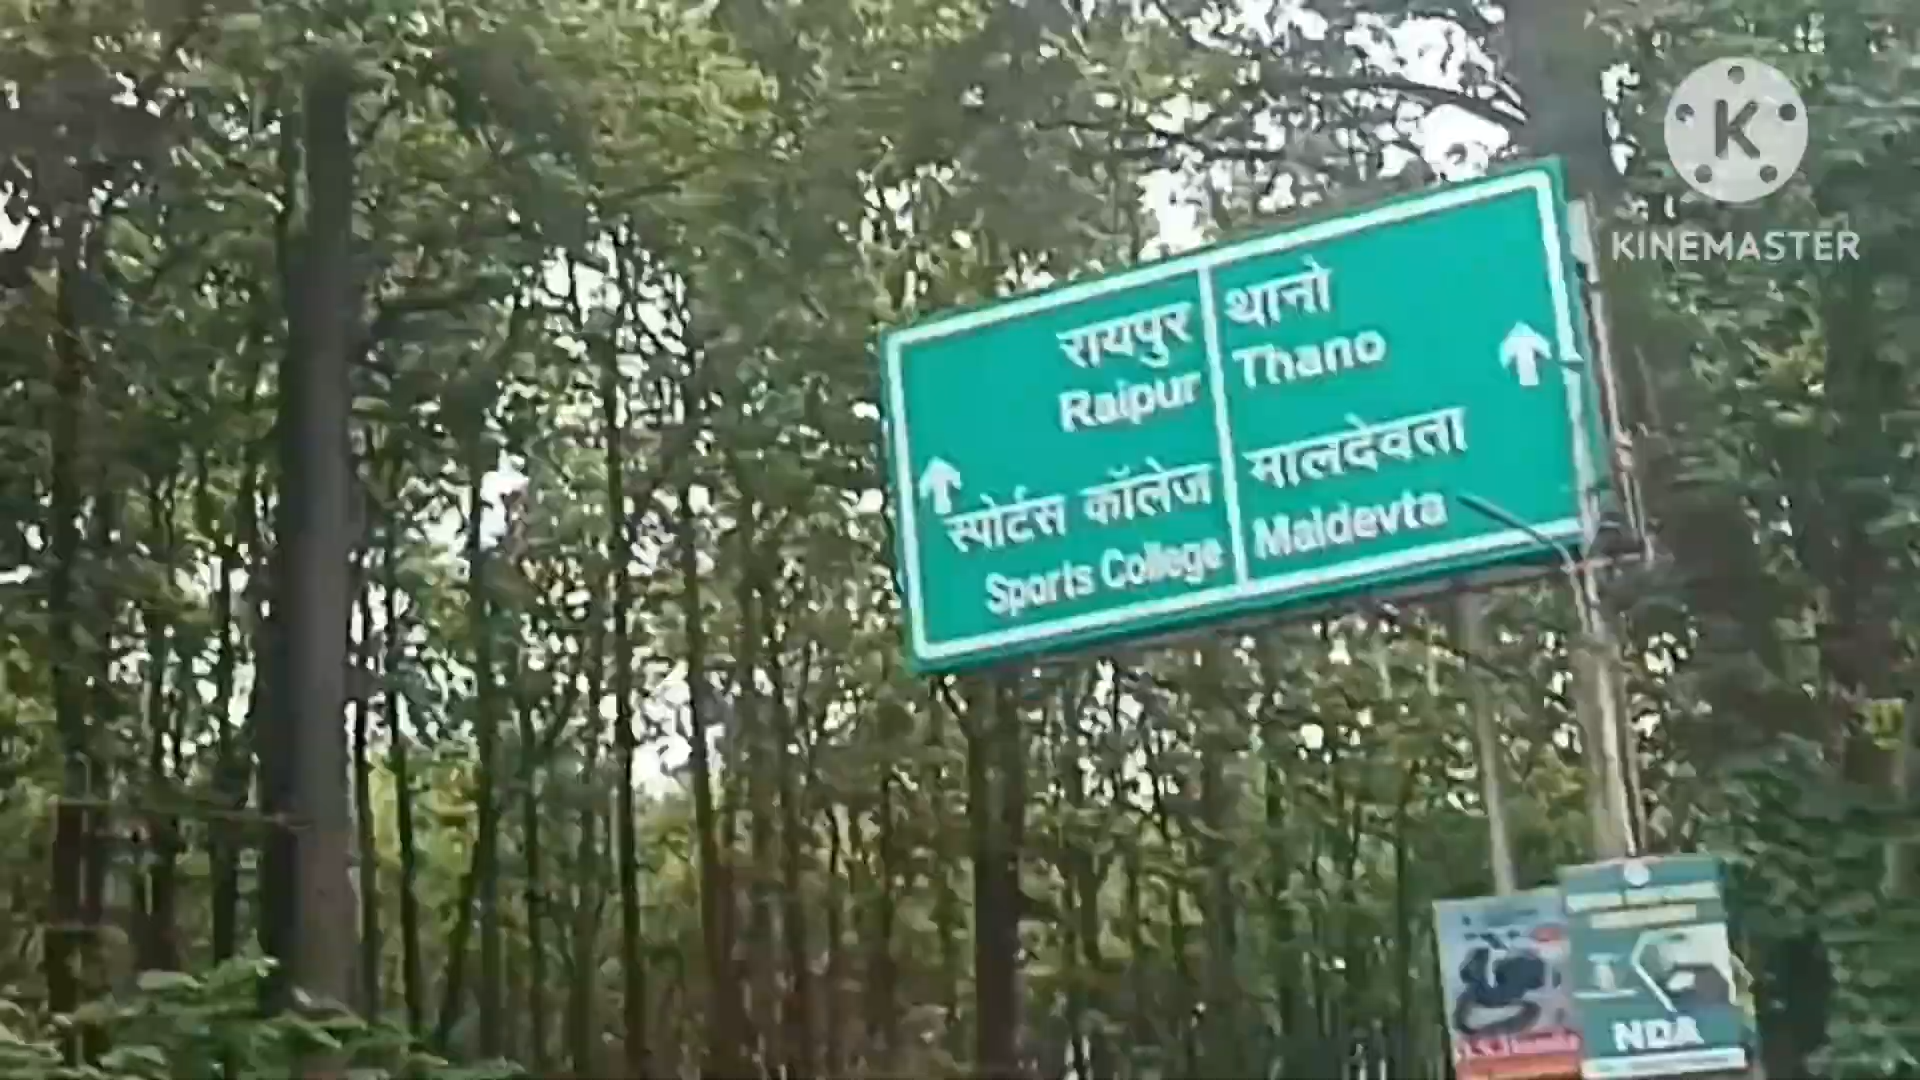 रायपुर
Raipur
स्पोर्टस कॉलेज
Sports College
थानो
Thano
मालदेवता
Maldevta
K
KINEMASTER
NDA